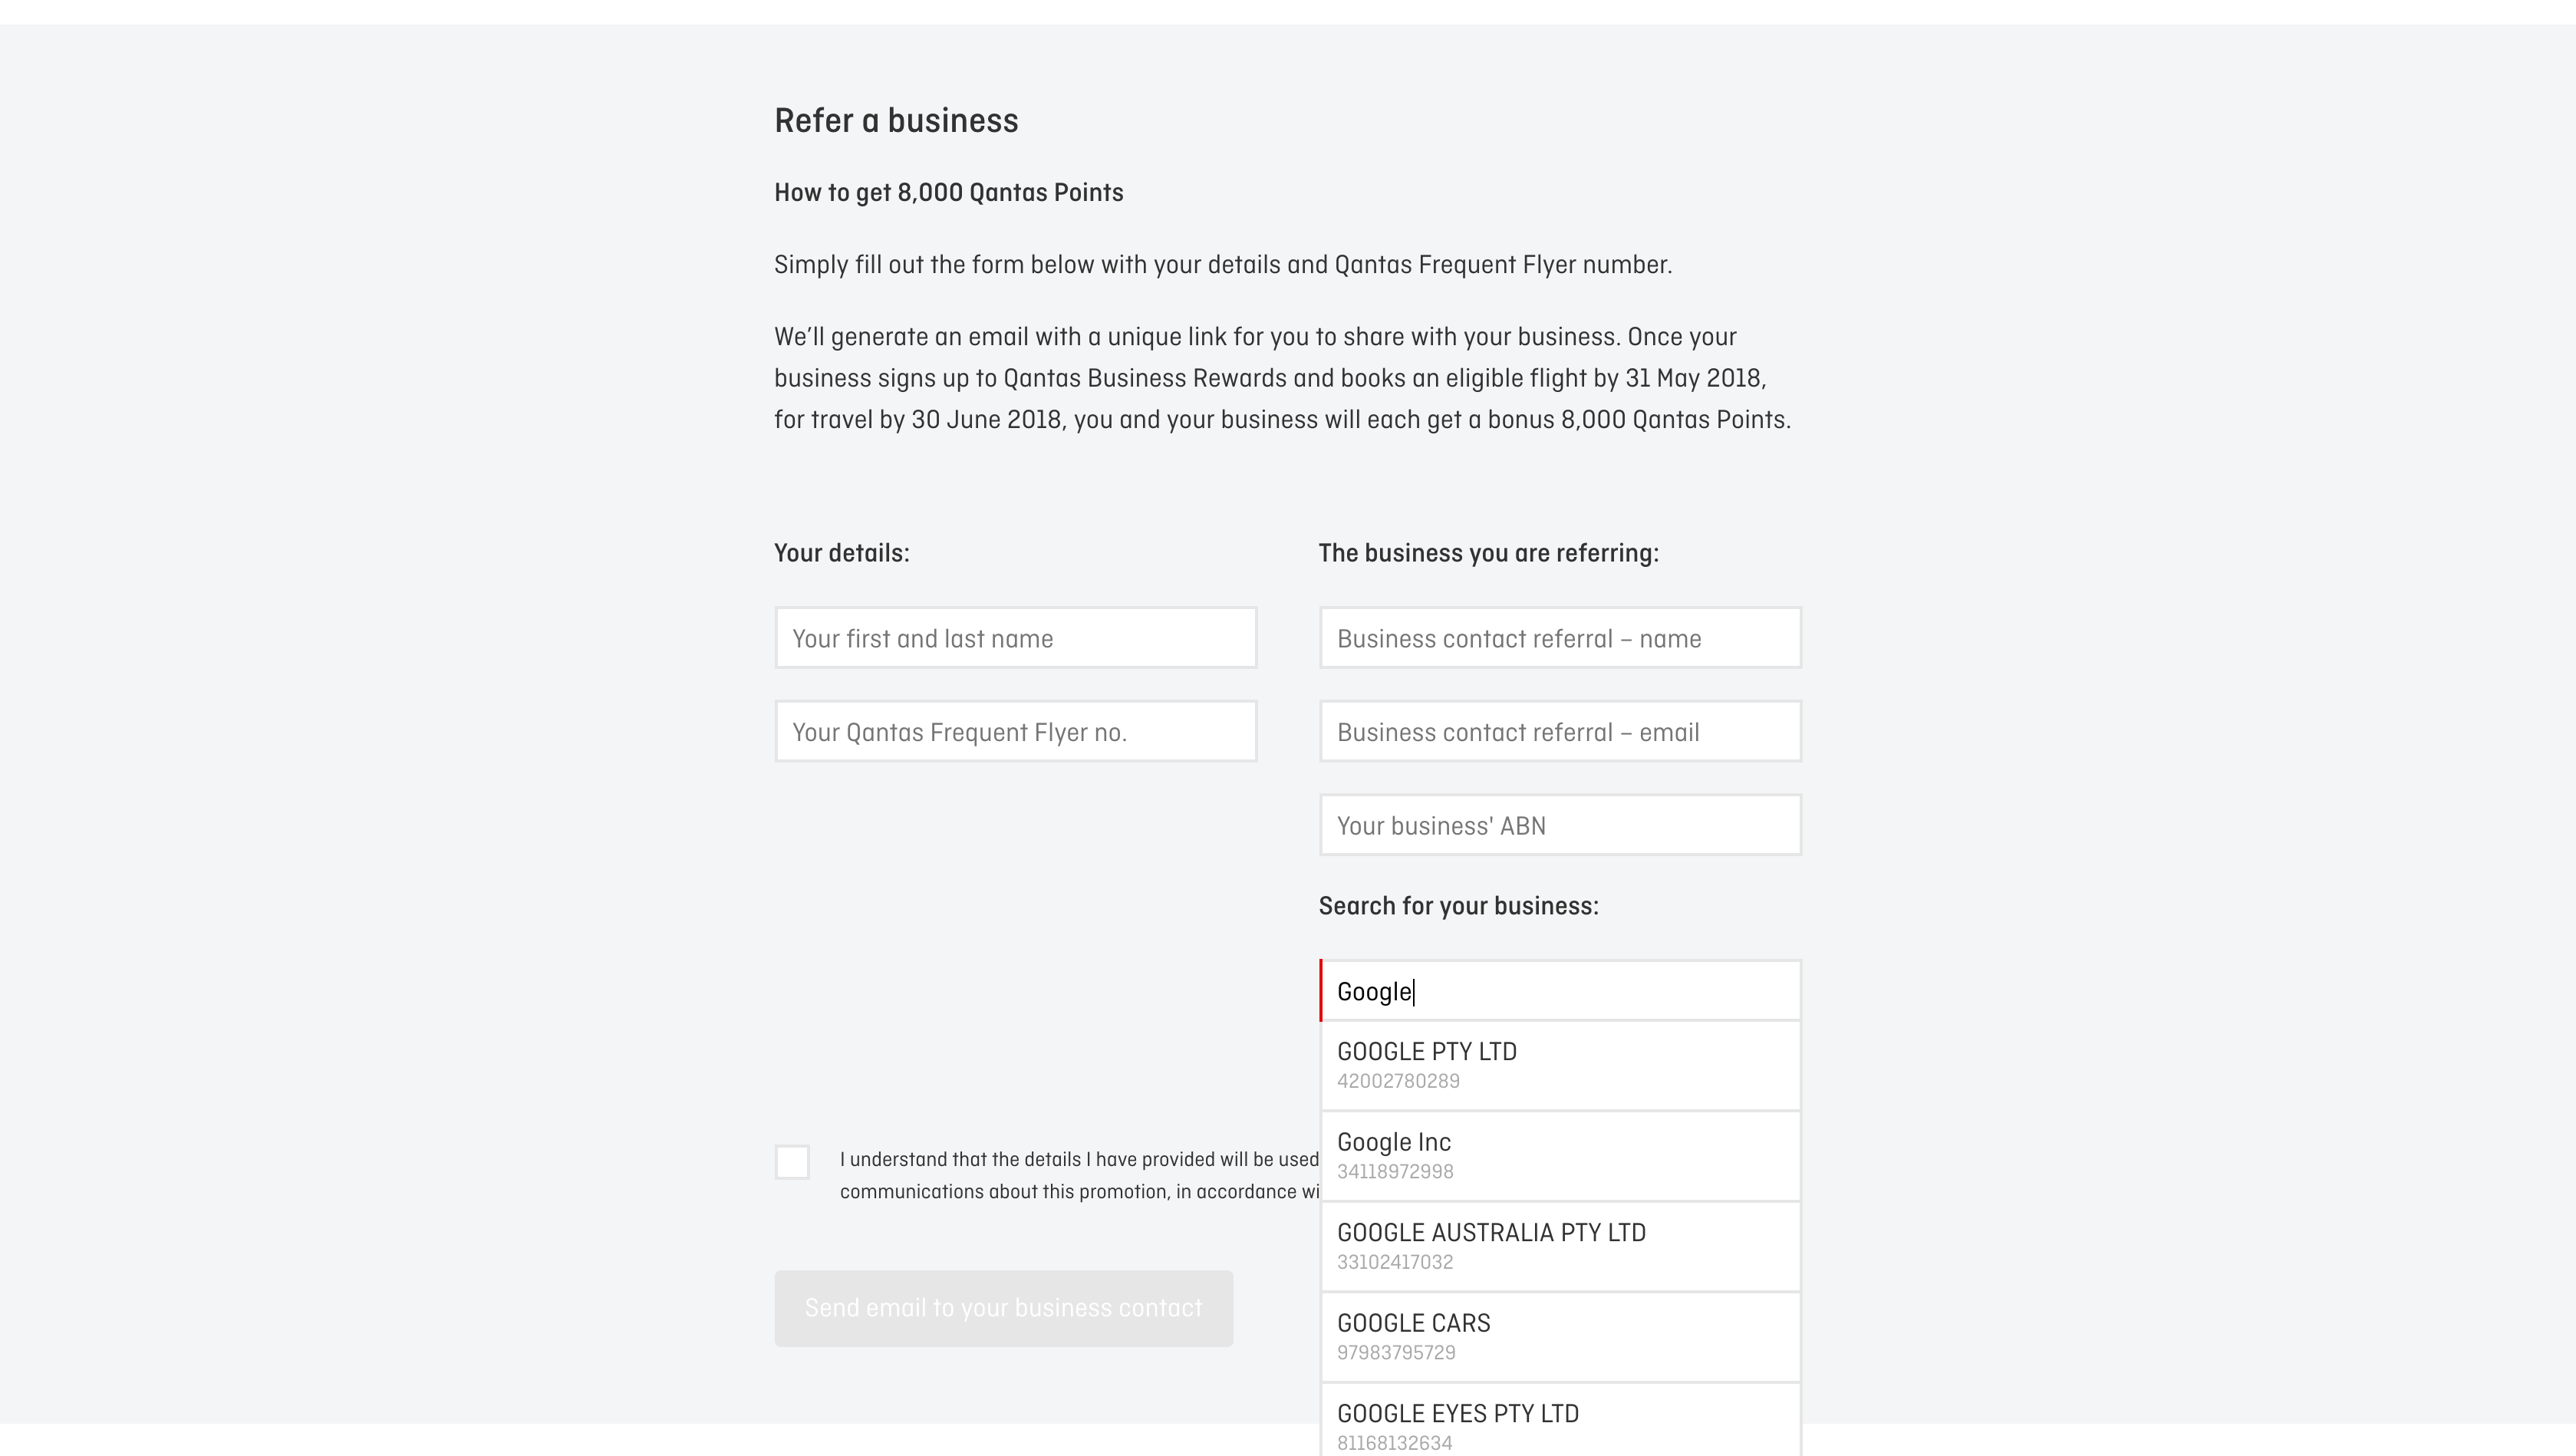 Refer a business
How to get 8,000 Qantas Points
Simply fill out the form below with your details and Qantas Frequent Flyer number.
We’ll generate an email with a unique link for you to share with your business. Once your
business signs up to Qantas Business Rewards and books an eligible flight by 31 May 2018,
for travel by 30 June 2018, you and your business will each get a bonus 8,000 Qantas Points.
Your details:
Your first and last name
Your Qantas Frequent Flyer no.
The business you are referring:
Business contact referral – name
Business contact referral – email
Your business' ABN
Search for your business:
Google
GOOGLE PTY LTD
42002780289
Google Inc
34118972998
GOOGLE AUSTRALIA PTY LTD
33102417032
GOOGLE CARS
97983795729
GOOGLE EYES PTY LTD
81168132634
I understand that the details I have provided will be used
communications about this promotion, in accordance wi
Send email to your business contact